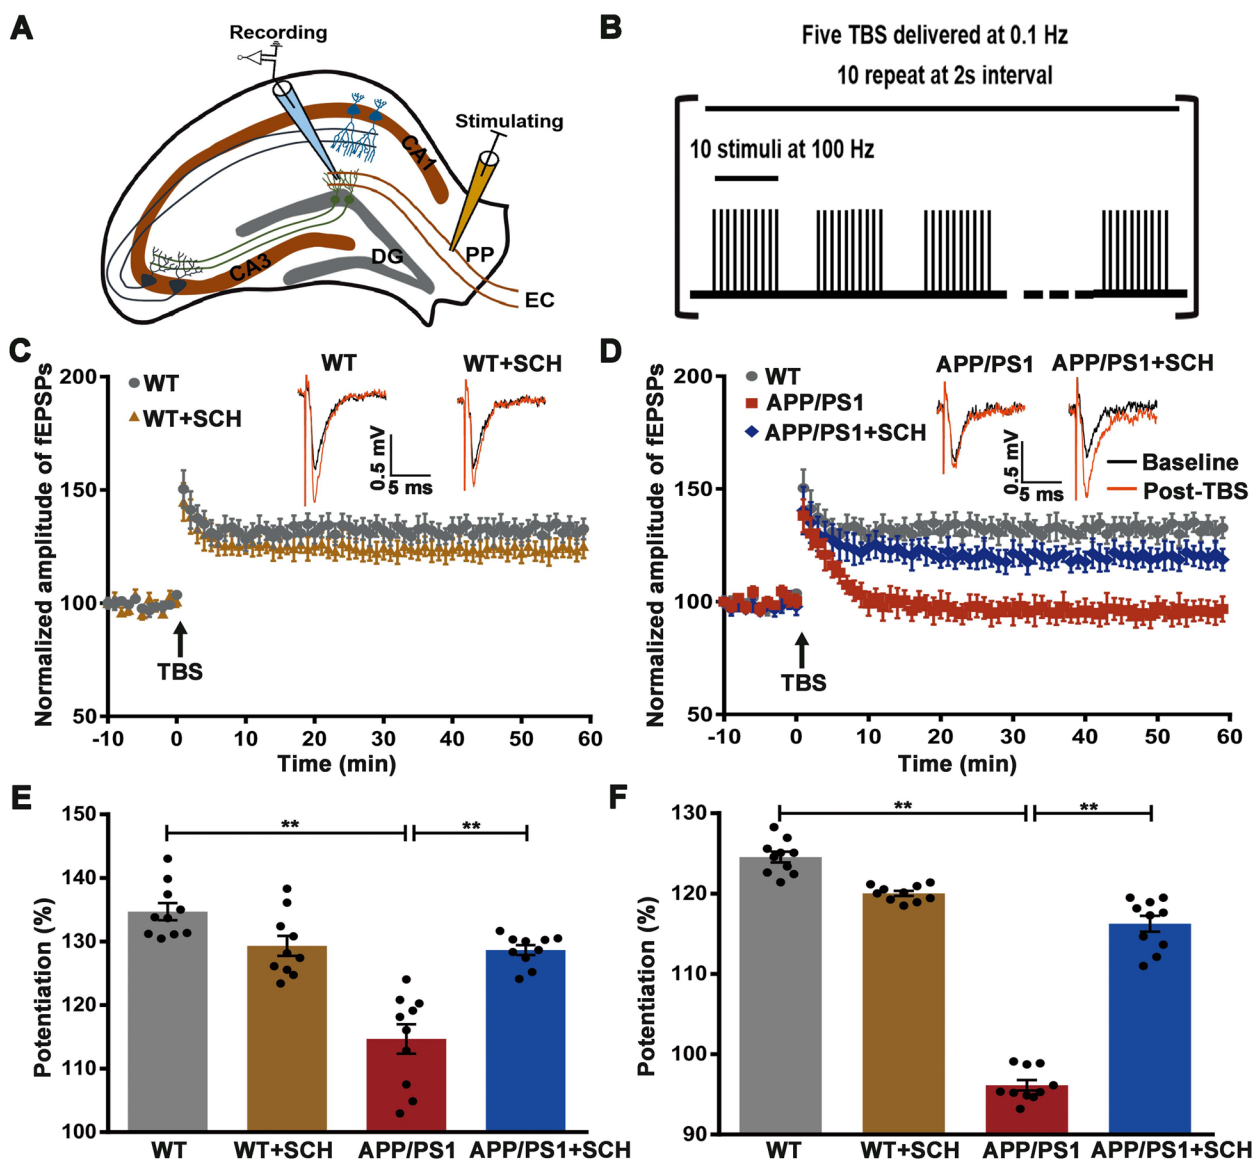 A
Recording
Stimulating
CA1
CA3
DG
PP
EC
B
Five TBS delivered at 0.1 Hz
10 repeat at 2s interval
10 stimuli at 100 Hz
C
WT
WT+SCH
WT
WT+SCH
0.5 mV
5 ms
Normalized amplitude of fEPSPs
200
150
100
50
TBS
-10 0 10 20 30 40 50 60
Time (min)
D
WT
APP/PS1
APP/PS1+SCH
APP/PS1
APP/PS1+SCH
0.5 mV
5 ms
Baseline
Post-TBS
Normalized amplitude of fEPSPs
200
150
100
50
TBS
-10 0 10 20 30 40 50 60
Time (min)
E
Potentiation (%)
150
140
130
120
110
100
** **
WT WT+SCH APP/PS1 APP/PS1+SCH
F
Potentiation (%)
130
120
110
100
90
** **
WT WT+SCH APP/PS1 APP/PS1+SCH